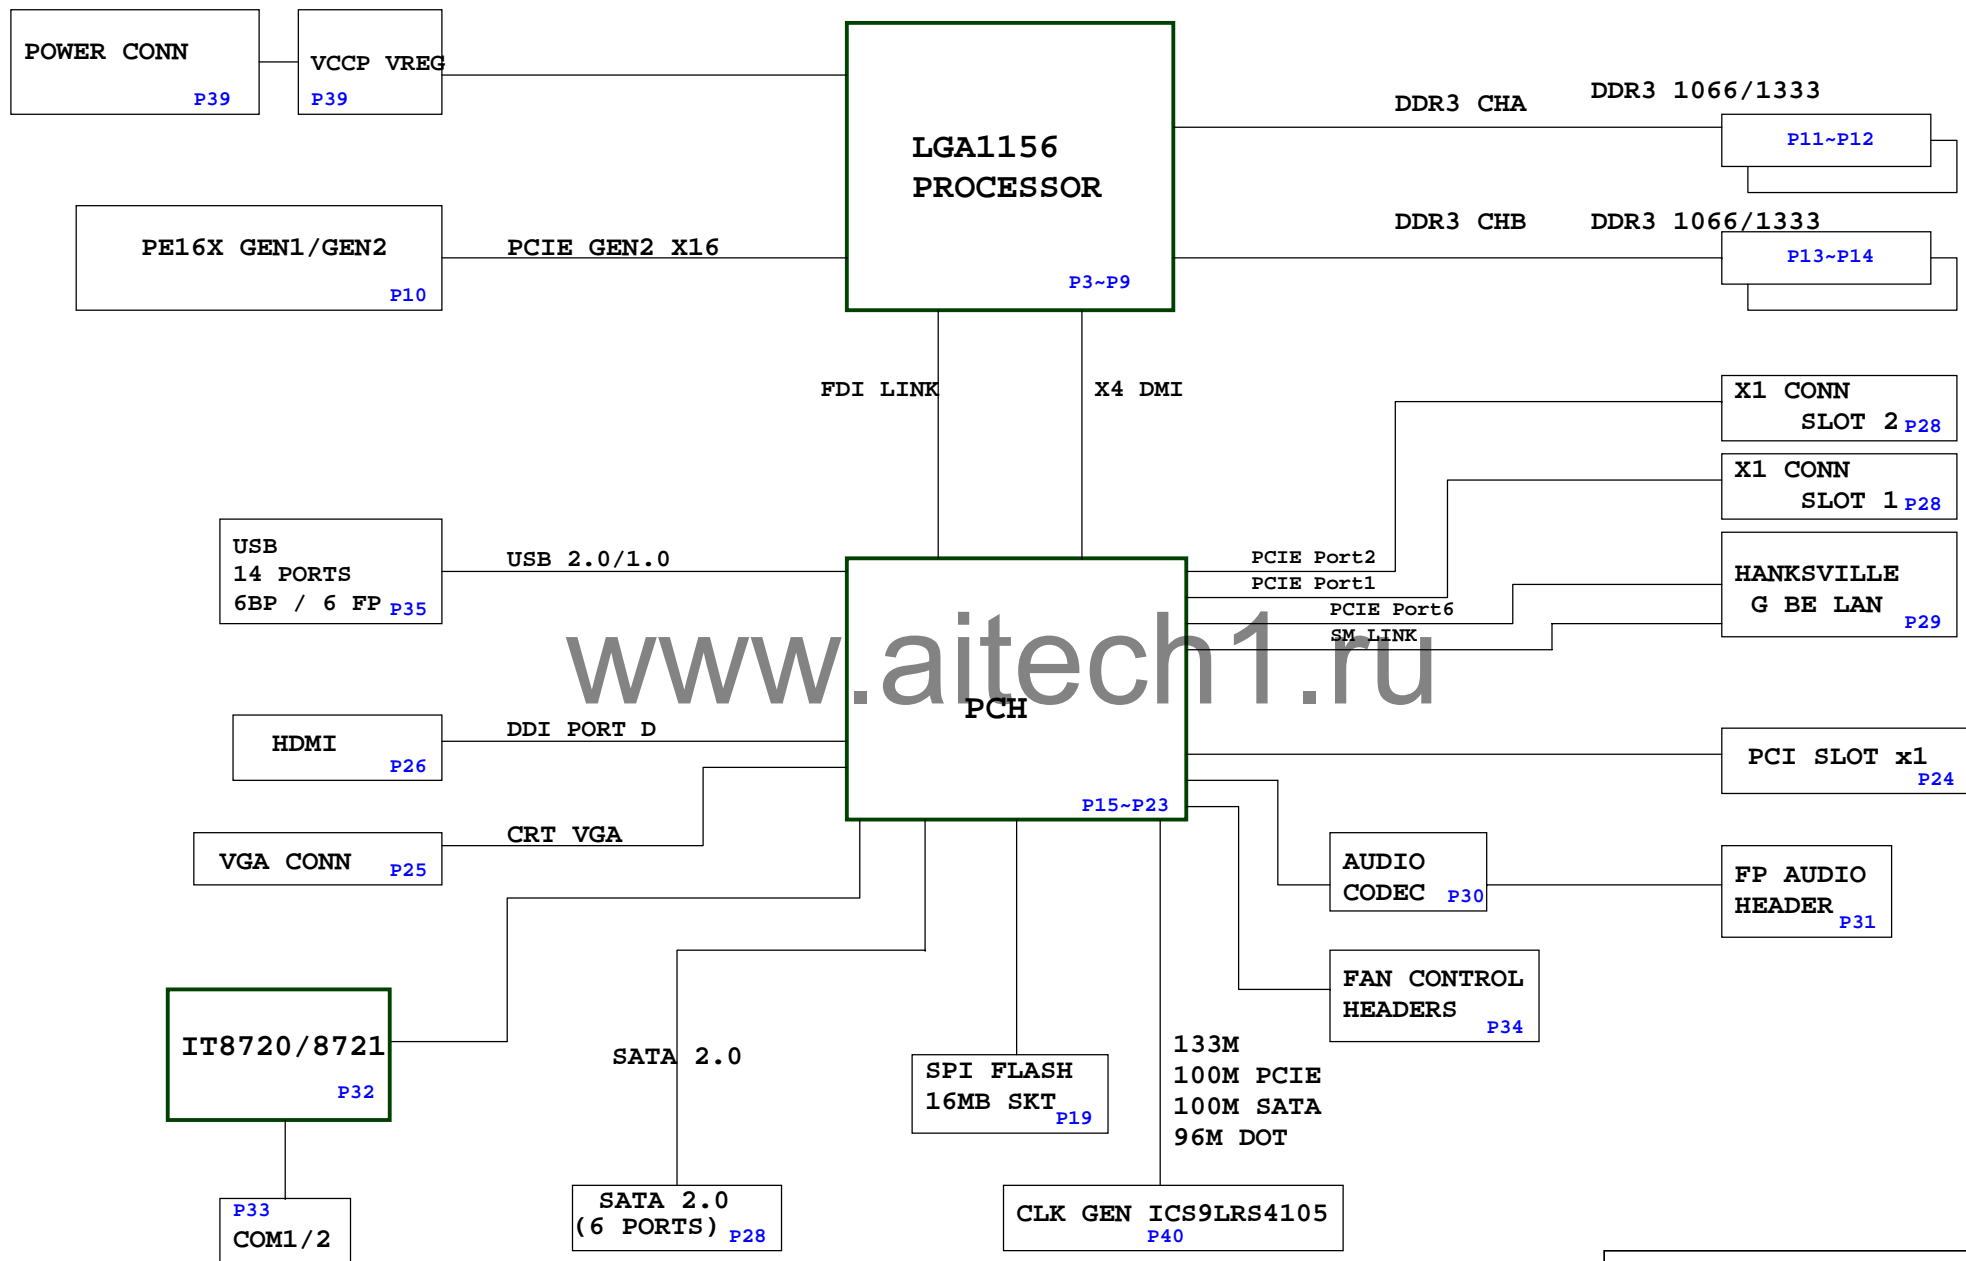 POWER CONN
P39
VCCP VREG
P39
LGA1156
PROCESSOR
P3~P9
DDR3 CHA
DDR3 1066/1333
P11~P12
DDR3 CHB
DDR3 1066/1333
P13~P14
PE16X GEN1/GEN2
P10
PCIE GEN2 X16
FDI LINK
X4 DMI
X1 CONN
SLOT 2
P28
X1 CONN
SLOT 1
P28
HANKSVILLE
G BE LAN
P29
USB
14 PORTS
6BP / 6 FP
P35
USB 2.0/1.0
PCIE Port2
PCIE Port1
PCIE Port6
SM LINK
www.aitech1.ru
PCH
P15~P23
HDMI
P26
DDI PORT D
VGA CONN
P25
CRT VGA
PCI SLOT x1
P24
AUDIO
CODEC
P30
FP AUDIO
HEADER
P31
FAN CONTROL
HEADERS
P34
IT8720/8721
P32
SATA 2.0
SPI FLASH
16MB SKT
P19
133M
100M PCIE
100M SATA
96M DOT
P33
COM1/2
SATA 2.0
(6 PORTS)
P28
CLK GEN ICS9LRS4105
P40